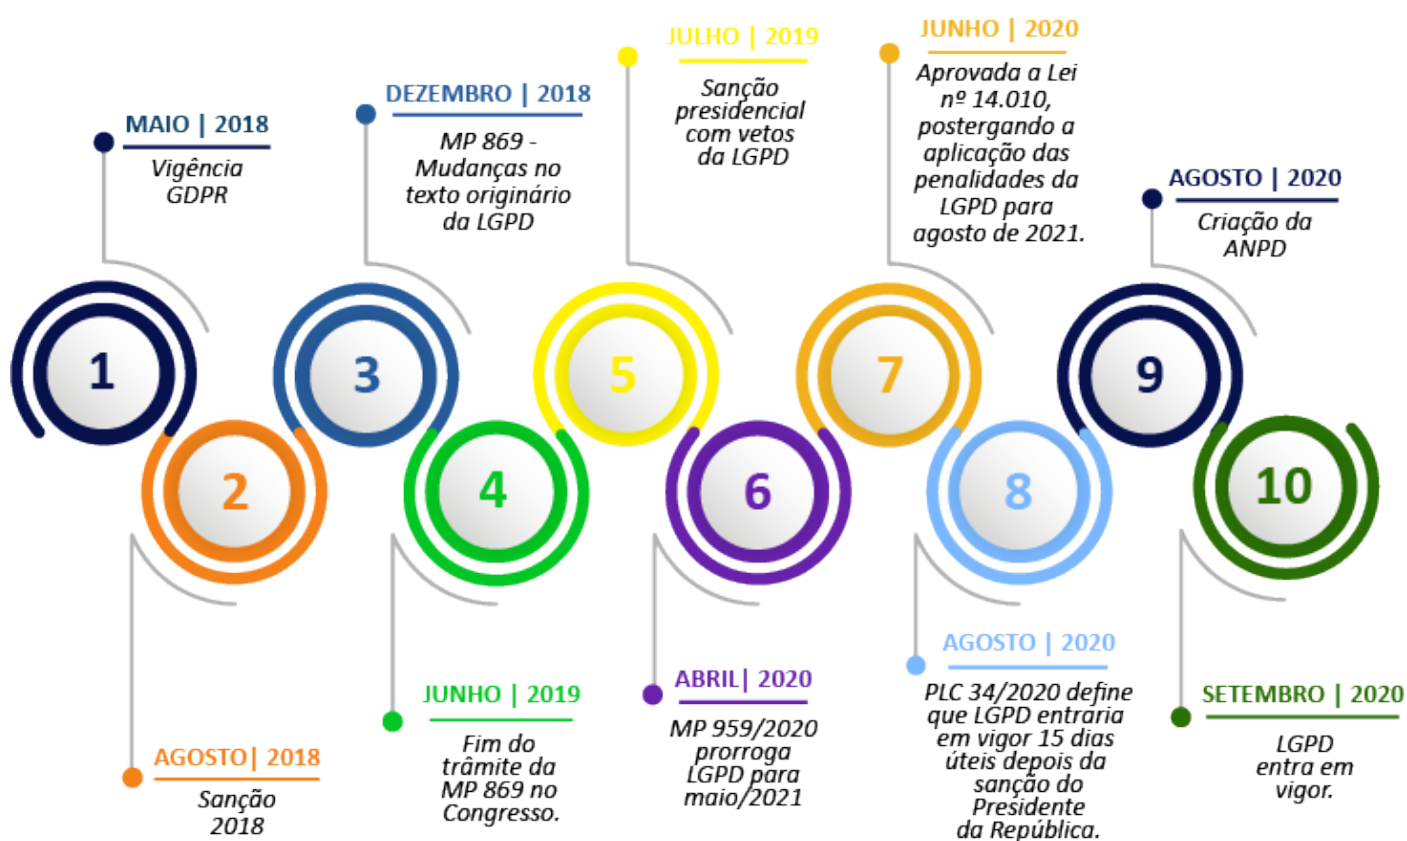 MAIO | 2018
Vigência
GDPR
1
AGOSTO| 2018
Sanção
2018
2
DEZEMBRO | 2018
MP 869 -
Mudanças no
texto originário
da LGPD
3
JUNHO | 2019
Fim do
trâmite da
MP 869 no
Congresso.
4
JULHO | 2019
Sanção
presidencial
com vetos
da LGPD
5
ABRIL| 2020
MP 959/2020
prorroga
LGPD para
maio/2021
6
JUNHO | 2020
Aprovada a Lei
nº 14.010,
postergando a
aplicação das
penalidades da
LGPD para
agosto de 2021.
7
AGOSTO | 2020
PLC 34/2020 define
que LGPD entraria
em vigor 15 dias
úteis depois da
sanção do
Presidente
da República.
8
AGOSTO | 2020
Criação da
ANPD
9
SETEMBRO | 2020
LGPD
entra em
vigor.
10